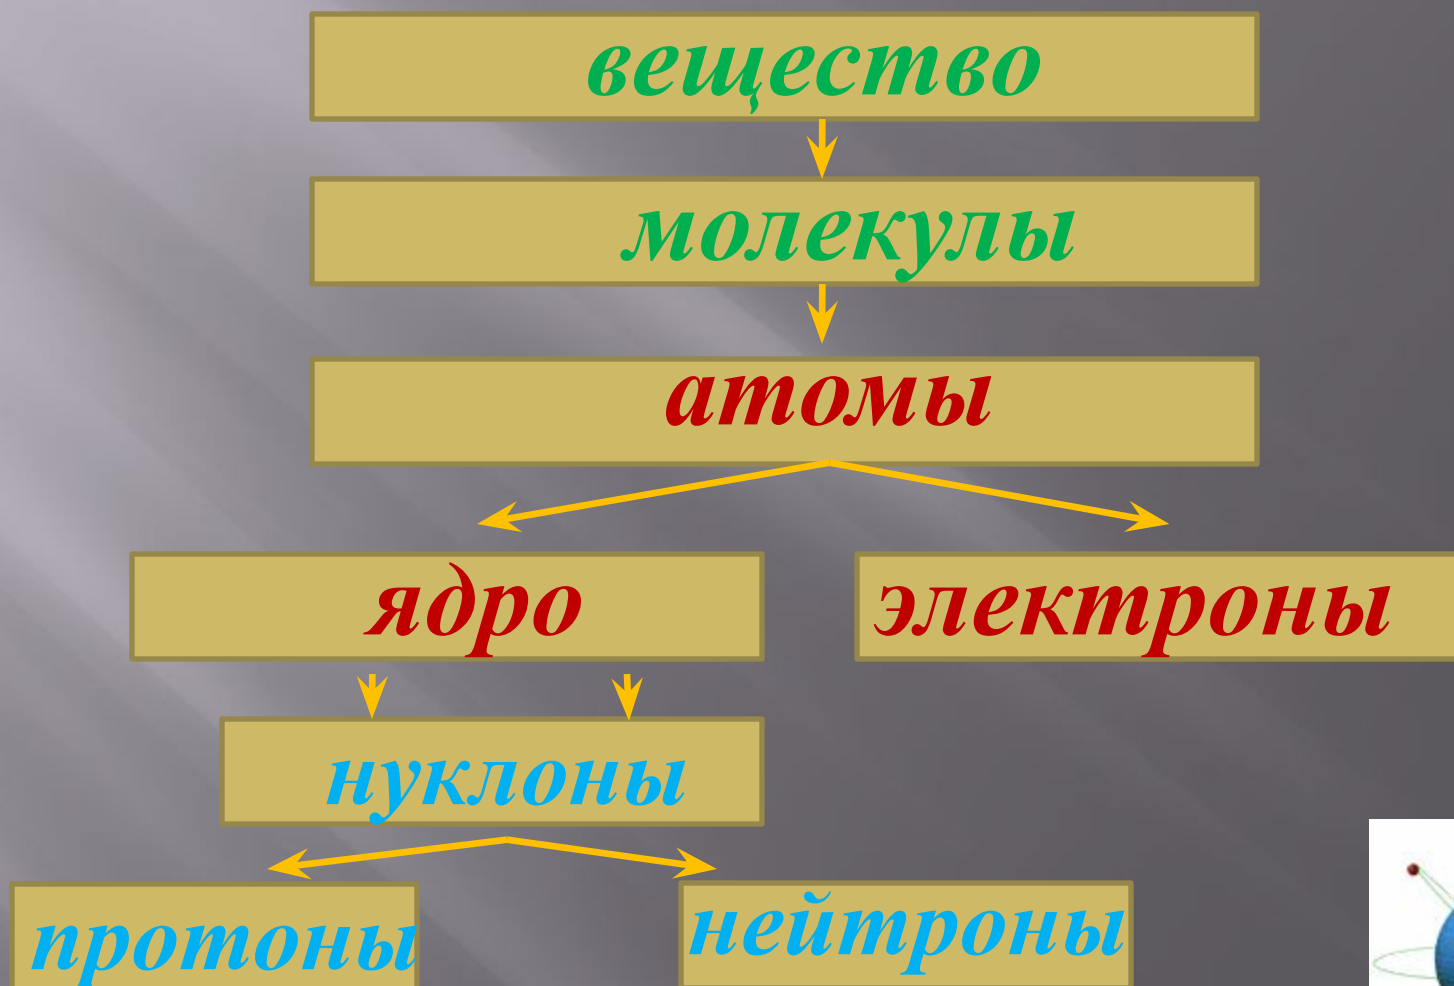 вещество
молекулы
атомы
ядро
электроны
нуклоны
протоны
нейтроны